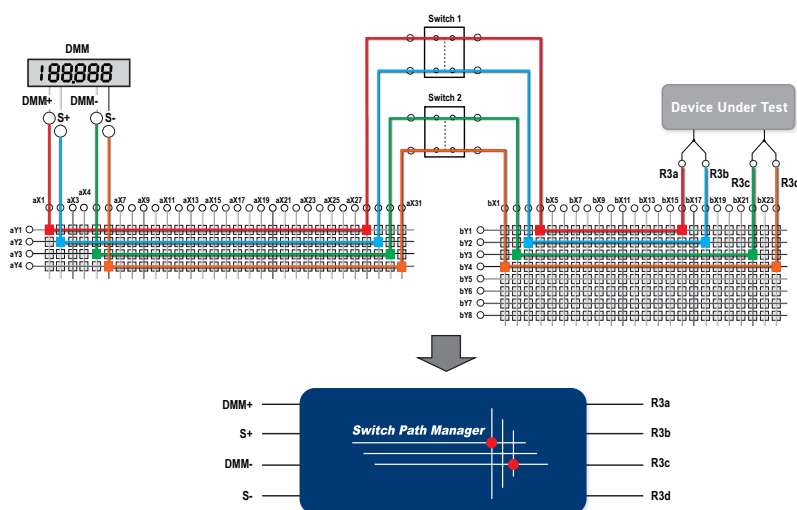 Switch 1
DMM
188.888
DMM+
S+
DMM-
S-
Switch 2
Device Under Test
R3a
R3b
R3c
R3d
aX1
aX3
aX4
aX7
aX9
aX11
aX13
aX15
aX17
aX19
aX21
aX23
aX25
aX27
aX31
bX1
bX5
bX7
bX9
bX11
bX13
bX15
bX17
bX19
bX21
bX23
aY1
aY2
aY3
aY4
bY1
bY2
bY3
bY4
bY5
bY6
bY7
bY8
DMM+
S+
DMM-
S-
Switch Path Manager
R3a
R3b
R3c
R3d